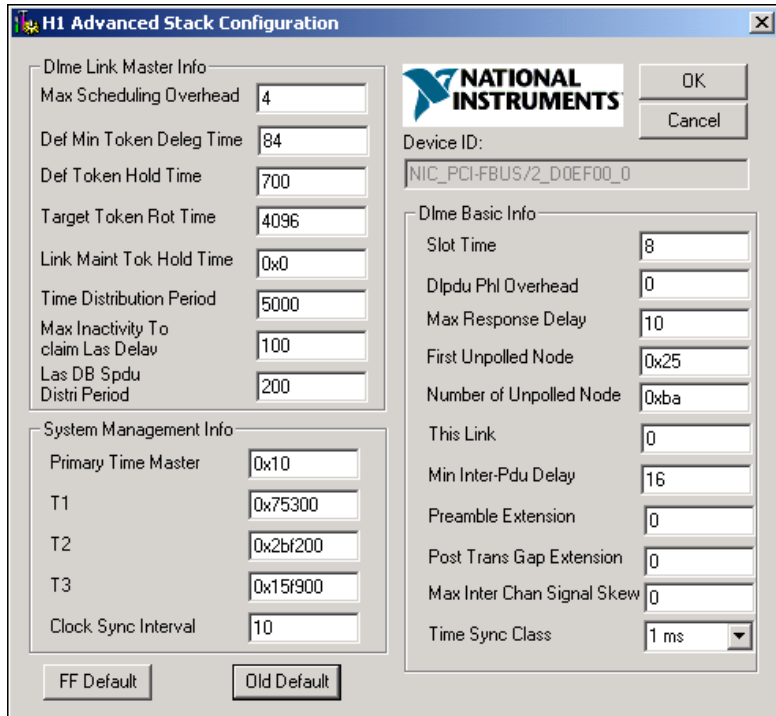 H1 Advanced Stack Configuration
Dlme Link Master Info
Max Scheduling Overhead 4
Def Min Token Deleg Time 84
Def Token Hold Time 700
Target Token Rot Time 4096
Link Maint Tok Hold Time 0x0
Time Distribution Period 5000
Max Inactivity To
claim Las Delay 100
Las DB Spdu
Distri Period 200
System Management Info
Primary Time Master 0x10
T1 0x75300
T2 0x2bf200
T3 0x15f900
Clock Sync Interval 10
FF Default
Old Default
NATIONAL
INSTRUMENTS
OK
Cancel
Device ID:
NIC_PCI-FBUS/2_D0EF00_0
Dlme Basic Info
Slot Time 8
Dlpdu Phl Overhead 0
Max Response Delay 10
First Unpolled Node 0x25
Number of Unpolled Node 0xba
This Link 0
Min Inter-Pdu Delay 16
Preamble Extension 0
Post Trans Gap Extension 0
Max Inter Chan Signal Skew 0
Time Sync Class 1 ms